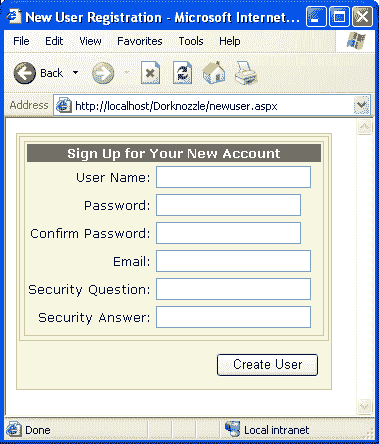 New User Registration - Microsoft Internet...
File Edit View Favorites Tools Help
Back
Address http://localhost/Dorknozzle/newuser.aspx
Sign Up for Your New Account
User Name:
Password:
Confirm Password:
Email:
Security Question:
Security Answer:
Create User
Done Local intranet